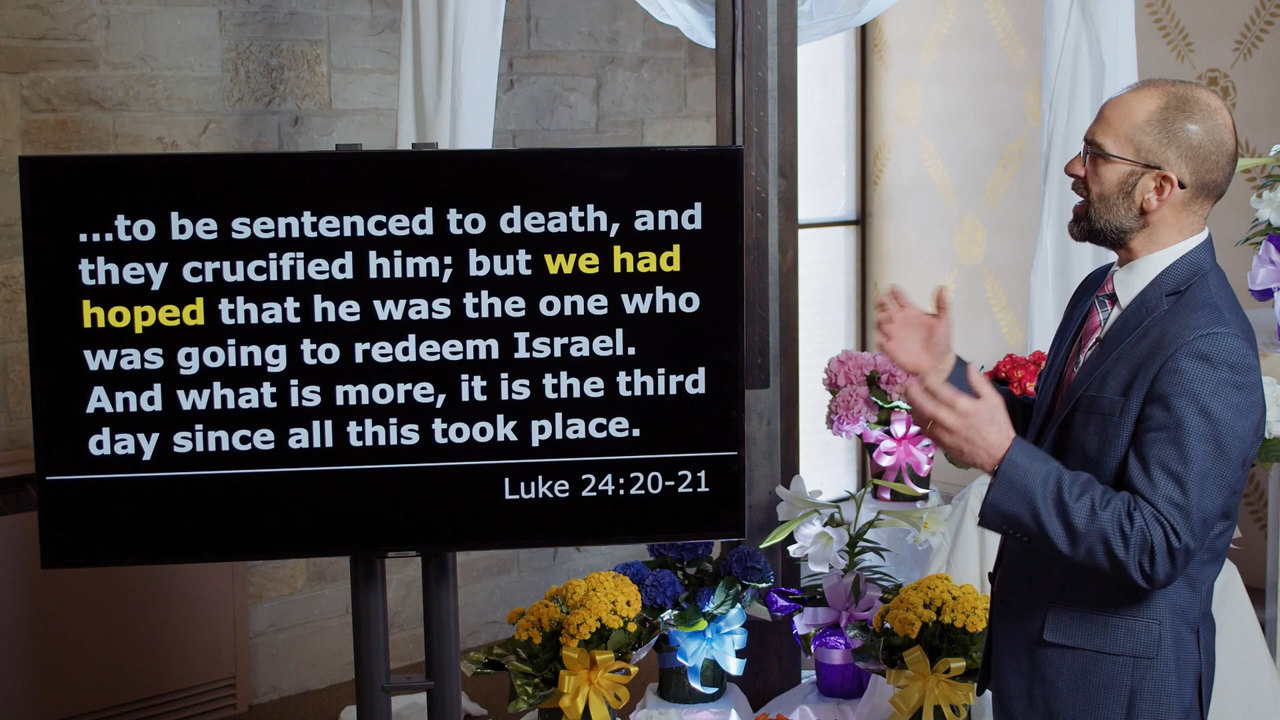 ...to be sentenced to death, and
they crucified him; but we had
hoped that he was the one who
was going to redeem Israel.
And what is more, it is the third
day since all this took place.
Luke 24:20-21